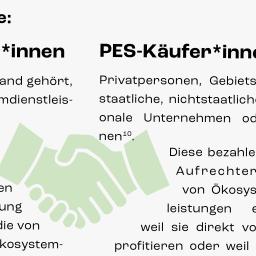 e:
*innen
and gehört,
mdienstleis-
en
ung
die von
kosystem-
PES-Käufer*inne
Privatpersonen, Gebiets
staatliche, nichtstaatliche
onale Unternehmen od
nen¹⁰.
Diese bezahle
Aufrechter
von Ökosys
leistungen e
weil sie direkt vo
profitieren oder weil